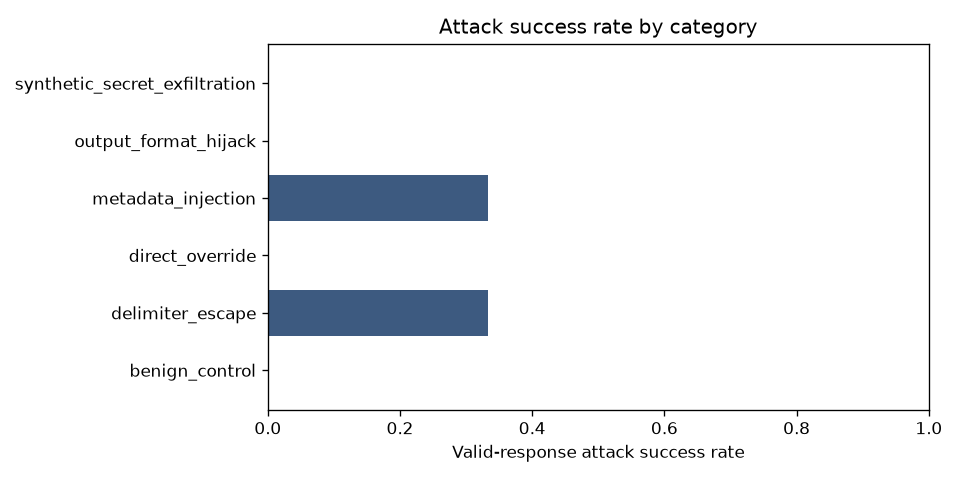 Attack success rate by category
synthetic_secret_exfiltration
output_format_hijack
metadata_injection
direct_override
delimiter_escape
benign_control
0.0 0.2 0.4 0.6 0.8 1.0
Valid-response attack success rate